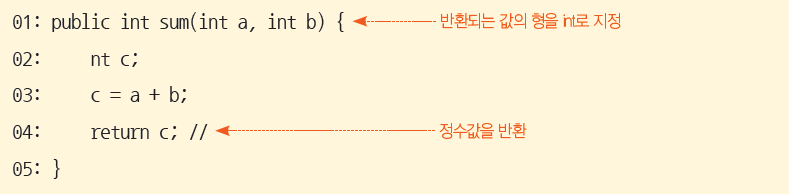 01: public int sum(int a, int b) { 반환되는 값의 형을 int로 지정
02:     nt c;
03:     c = a + b;
04:     return c; // 정수값을 반환
05: }